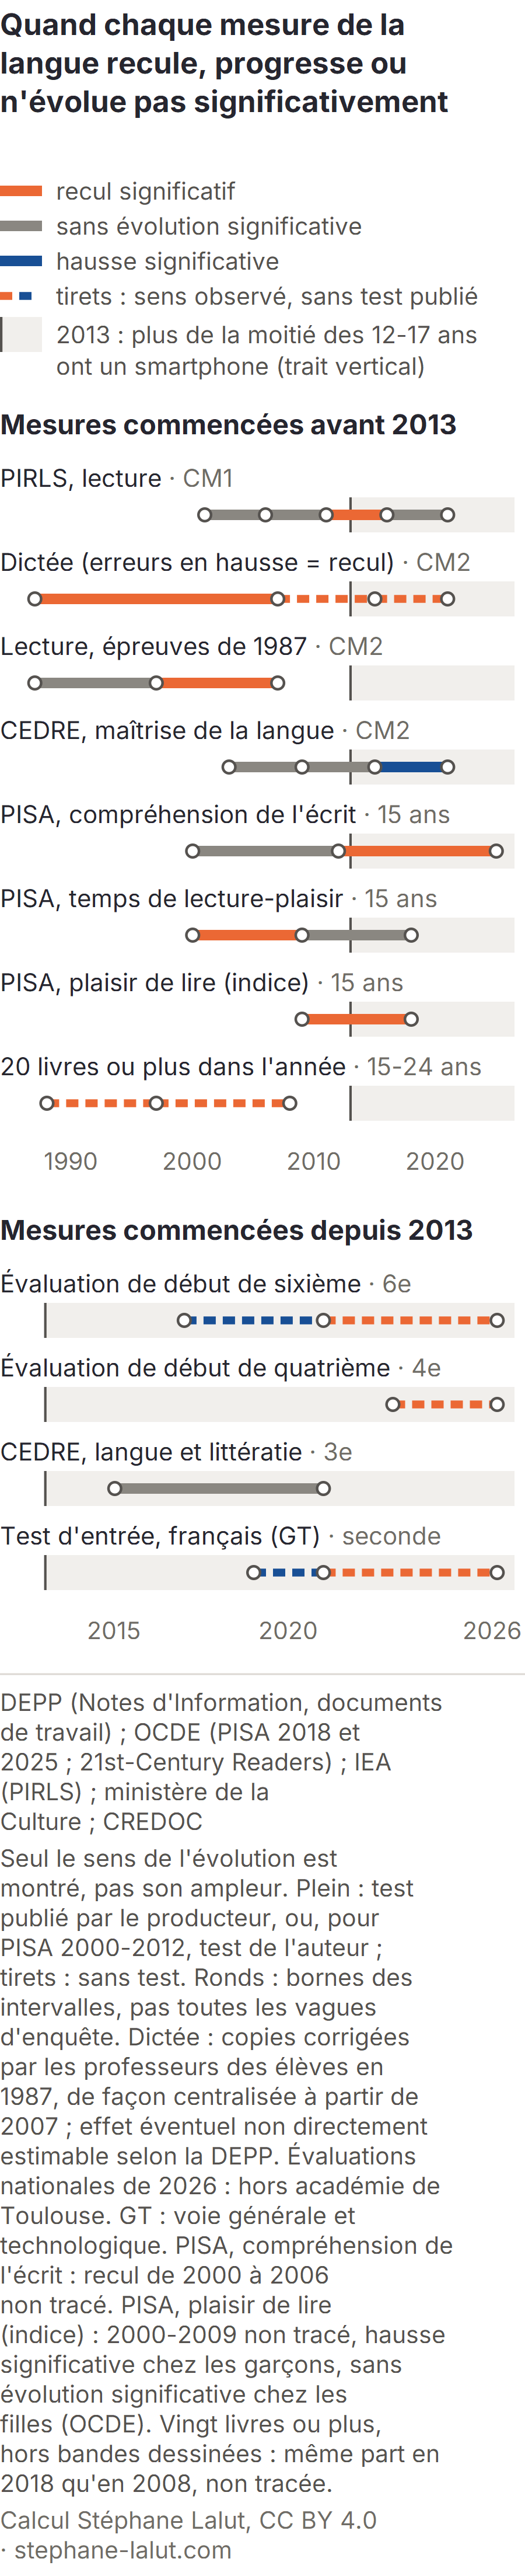 Quand chaque mesure de la
langue recule, progresse ou
n'évolue pas significativement
recul significatif
sans évolution significative
hausse significative
tirets : sens observé, sans test publié
2013 : plus de la moitié des 12-17 ans
ont un smartphone (trait vertical)
Mesures commencées avant 2013
PIRLS, lecture · CM1
Dictée (erreurs en hausse = recul) · CM2
Lecture, épreuves de 1987 · CM2
CEDRE, maîtrise de la langue · CM2
PISA, compréhension de l'écrit · 15 ans
PISA, temps de lecture-plaisir · 15 ans
PISA, plaisir de lire (indice) · 15 ans
20 livres ou plus dans l'année · 15-24 ans
1990 2000 2010 2020
Mesures commencées depuis 2013
Évaluation de début de sixième · 6e
Évaluation de début de quatrième · 4e
CEDRE, langue et littératie · 3e
Test d'entrée, français (GT) · seconde
2015 2020 2026
DEPP (Notes d'Information, documents
de travail) ; OCDE (PISA 2018 et
2025 ; 21st-Century Readers) ; IEA
(PIRLS) ; ministère de la
Culture ; CREDOC
Seul le sens de l'évolution est
montré, pas son ampleur. Plein : test
publié par le producteur, ou, pour
PISA 2000-2012, test de l'auteur ;
tirets : sans test. Ronds : bornes des
intervalles, pas toutes les vagues
d'enquête. Dictée : copies corrigées
par les professeurs des élèves en
1987, de façon centralisée à partir de
2007 ; effet éventuel non directement
estimable selon la DEPP. Évaluations
nationales de 2026 : hors académie de
Toulouse. GT : voie générale et
technologique. PISA, compréhension de
l'écrit : recul de 2000 à 2006
non tracé. PISA, plaisir de lire
(indice) : 2000-2009 non tracé, hausse
significative chez les garçons, sans
évolution significative chez les
filles (OCDE). Vingt livres ou plus,
hors bandes dessinées : même part en
2018 qu'en 2008, non tracée.
Calcul Stéphane Lalut, CC BY 4.0
· stephane-lalut.com